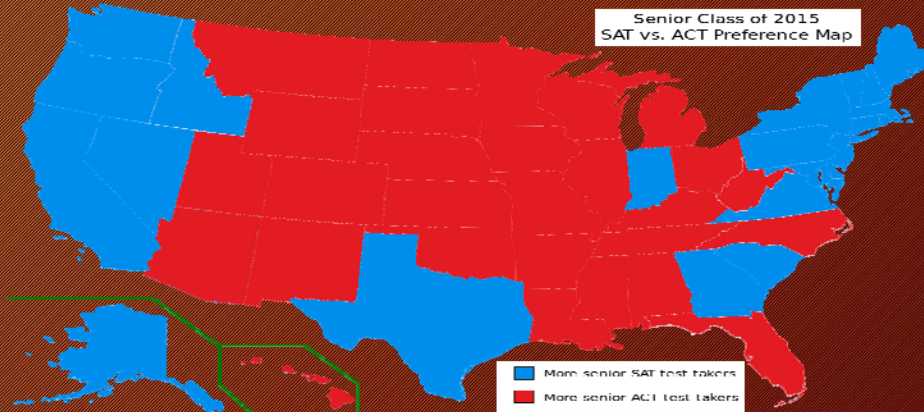 Senior Class of 2015
SAT vs. ACT Preference Map
More senior SAT test takers
More senior ACT test takers